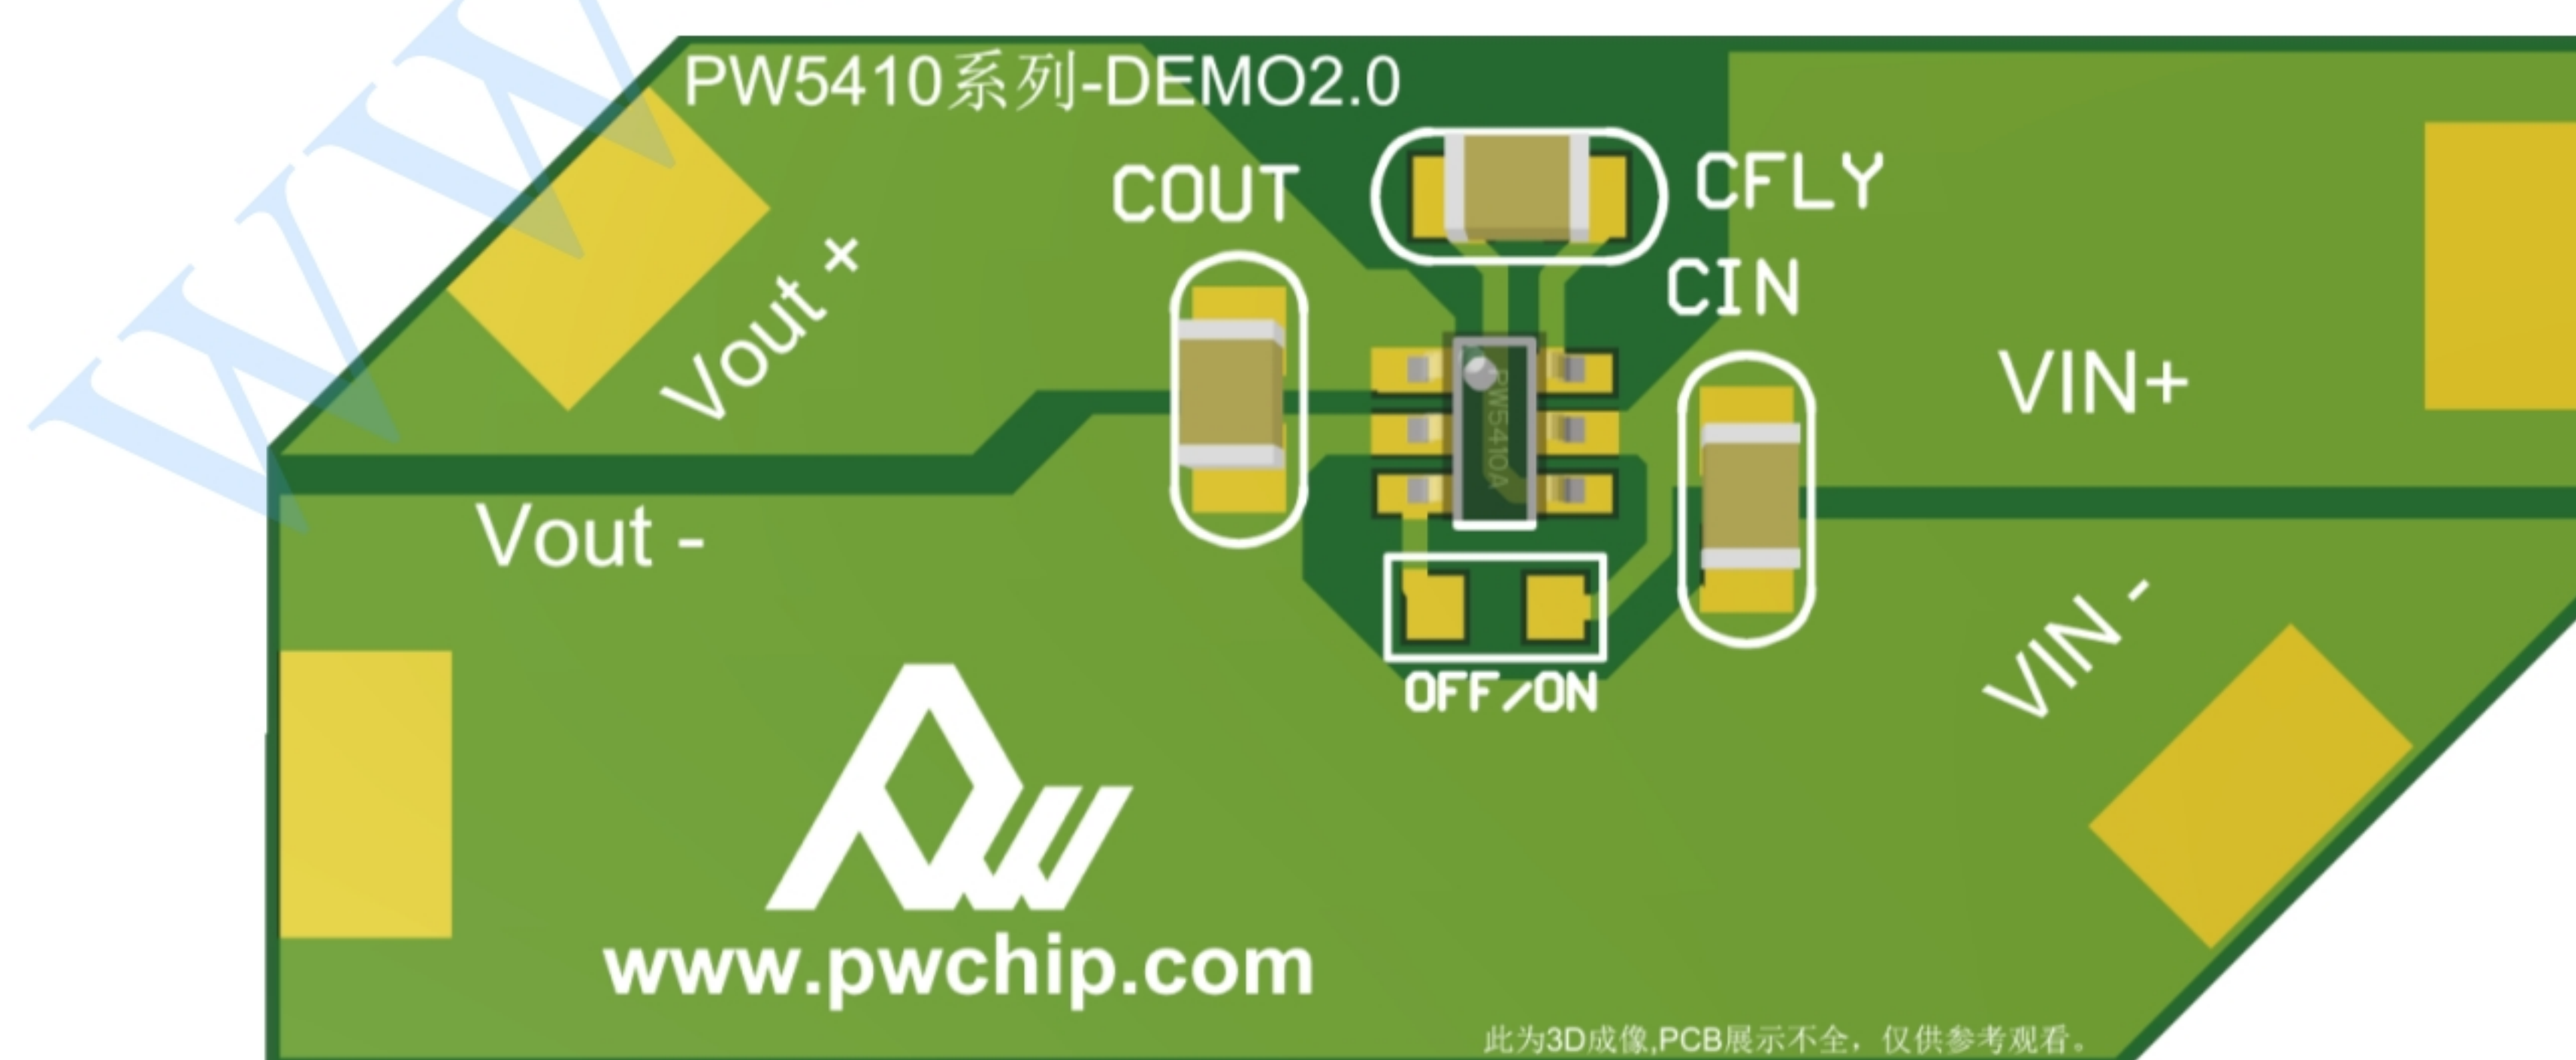 PW5410系列-DEMO2.0
COUT
CFLY
CIN
Vout +
VIN+
PW5410A
Vout -
VIN -
OFF/ON
www.pwchip.com
此为3D成像,PCB展示不全，仅供参考观看。